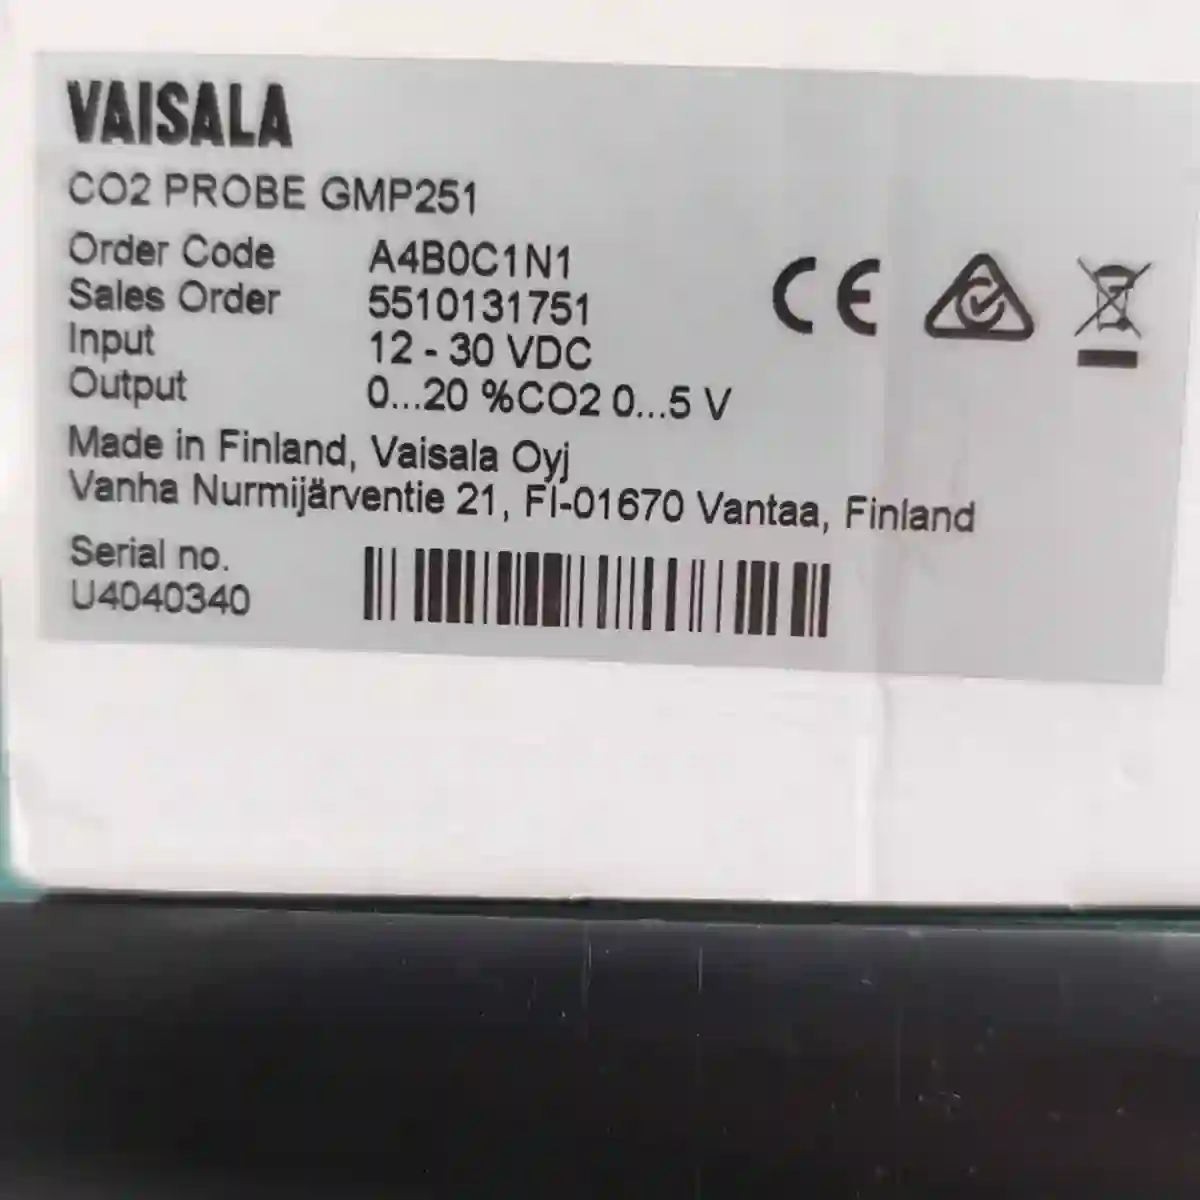 VAISALA
CO2 PROBE GMP251
Order Code A4B0C1N1
Sales Order 5510131751
Input 12 - 30 VDC
Output 0...20 %CO2 0...5 V
Made in Finland, Vaisala Oyj
Vanha Nurmijärventie 21, FI-01670 Vantaa, Finland
Serial no.
U4040340
CE